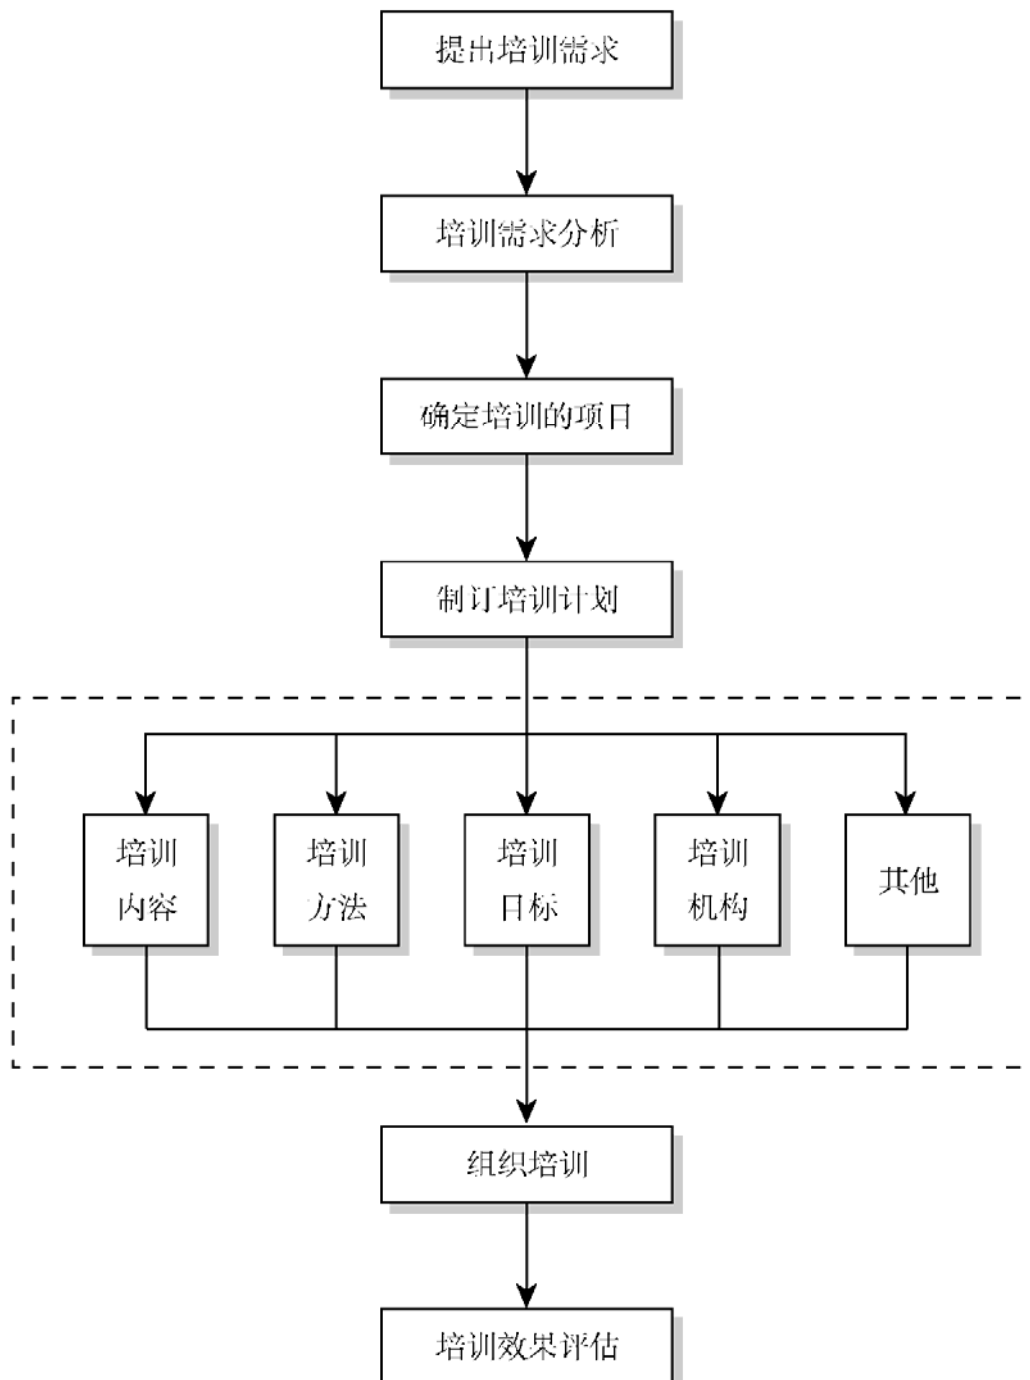 提出培训需求
培训需求分析
确定培训的项目
制订培训计划
培训
内容
培训
方法
培训
目标
培训
机构
其他
组织培训
培训效果评估